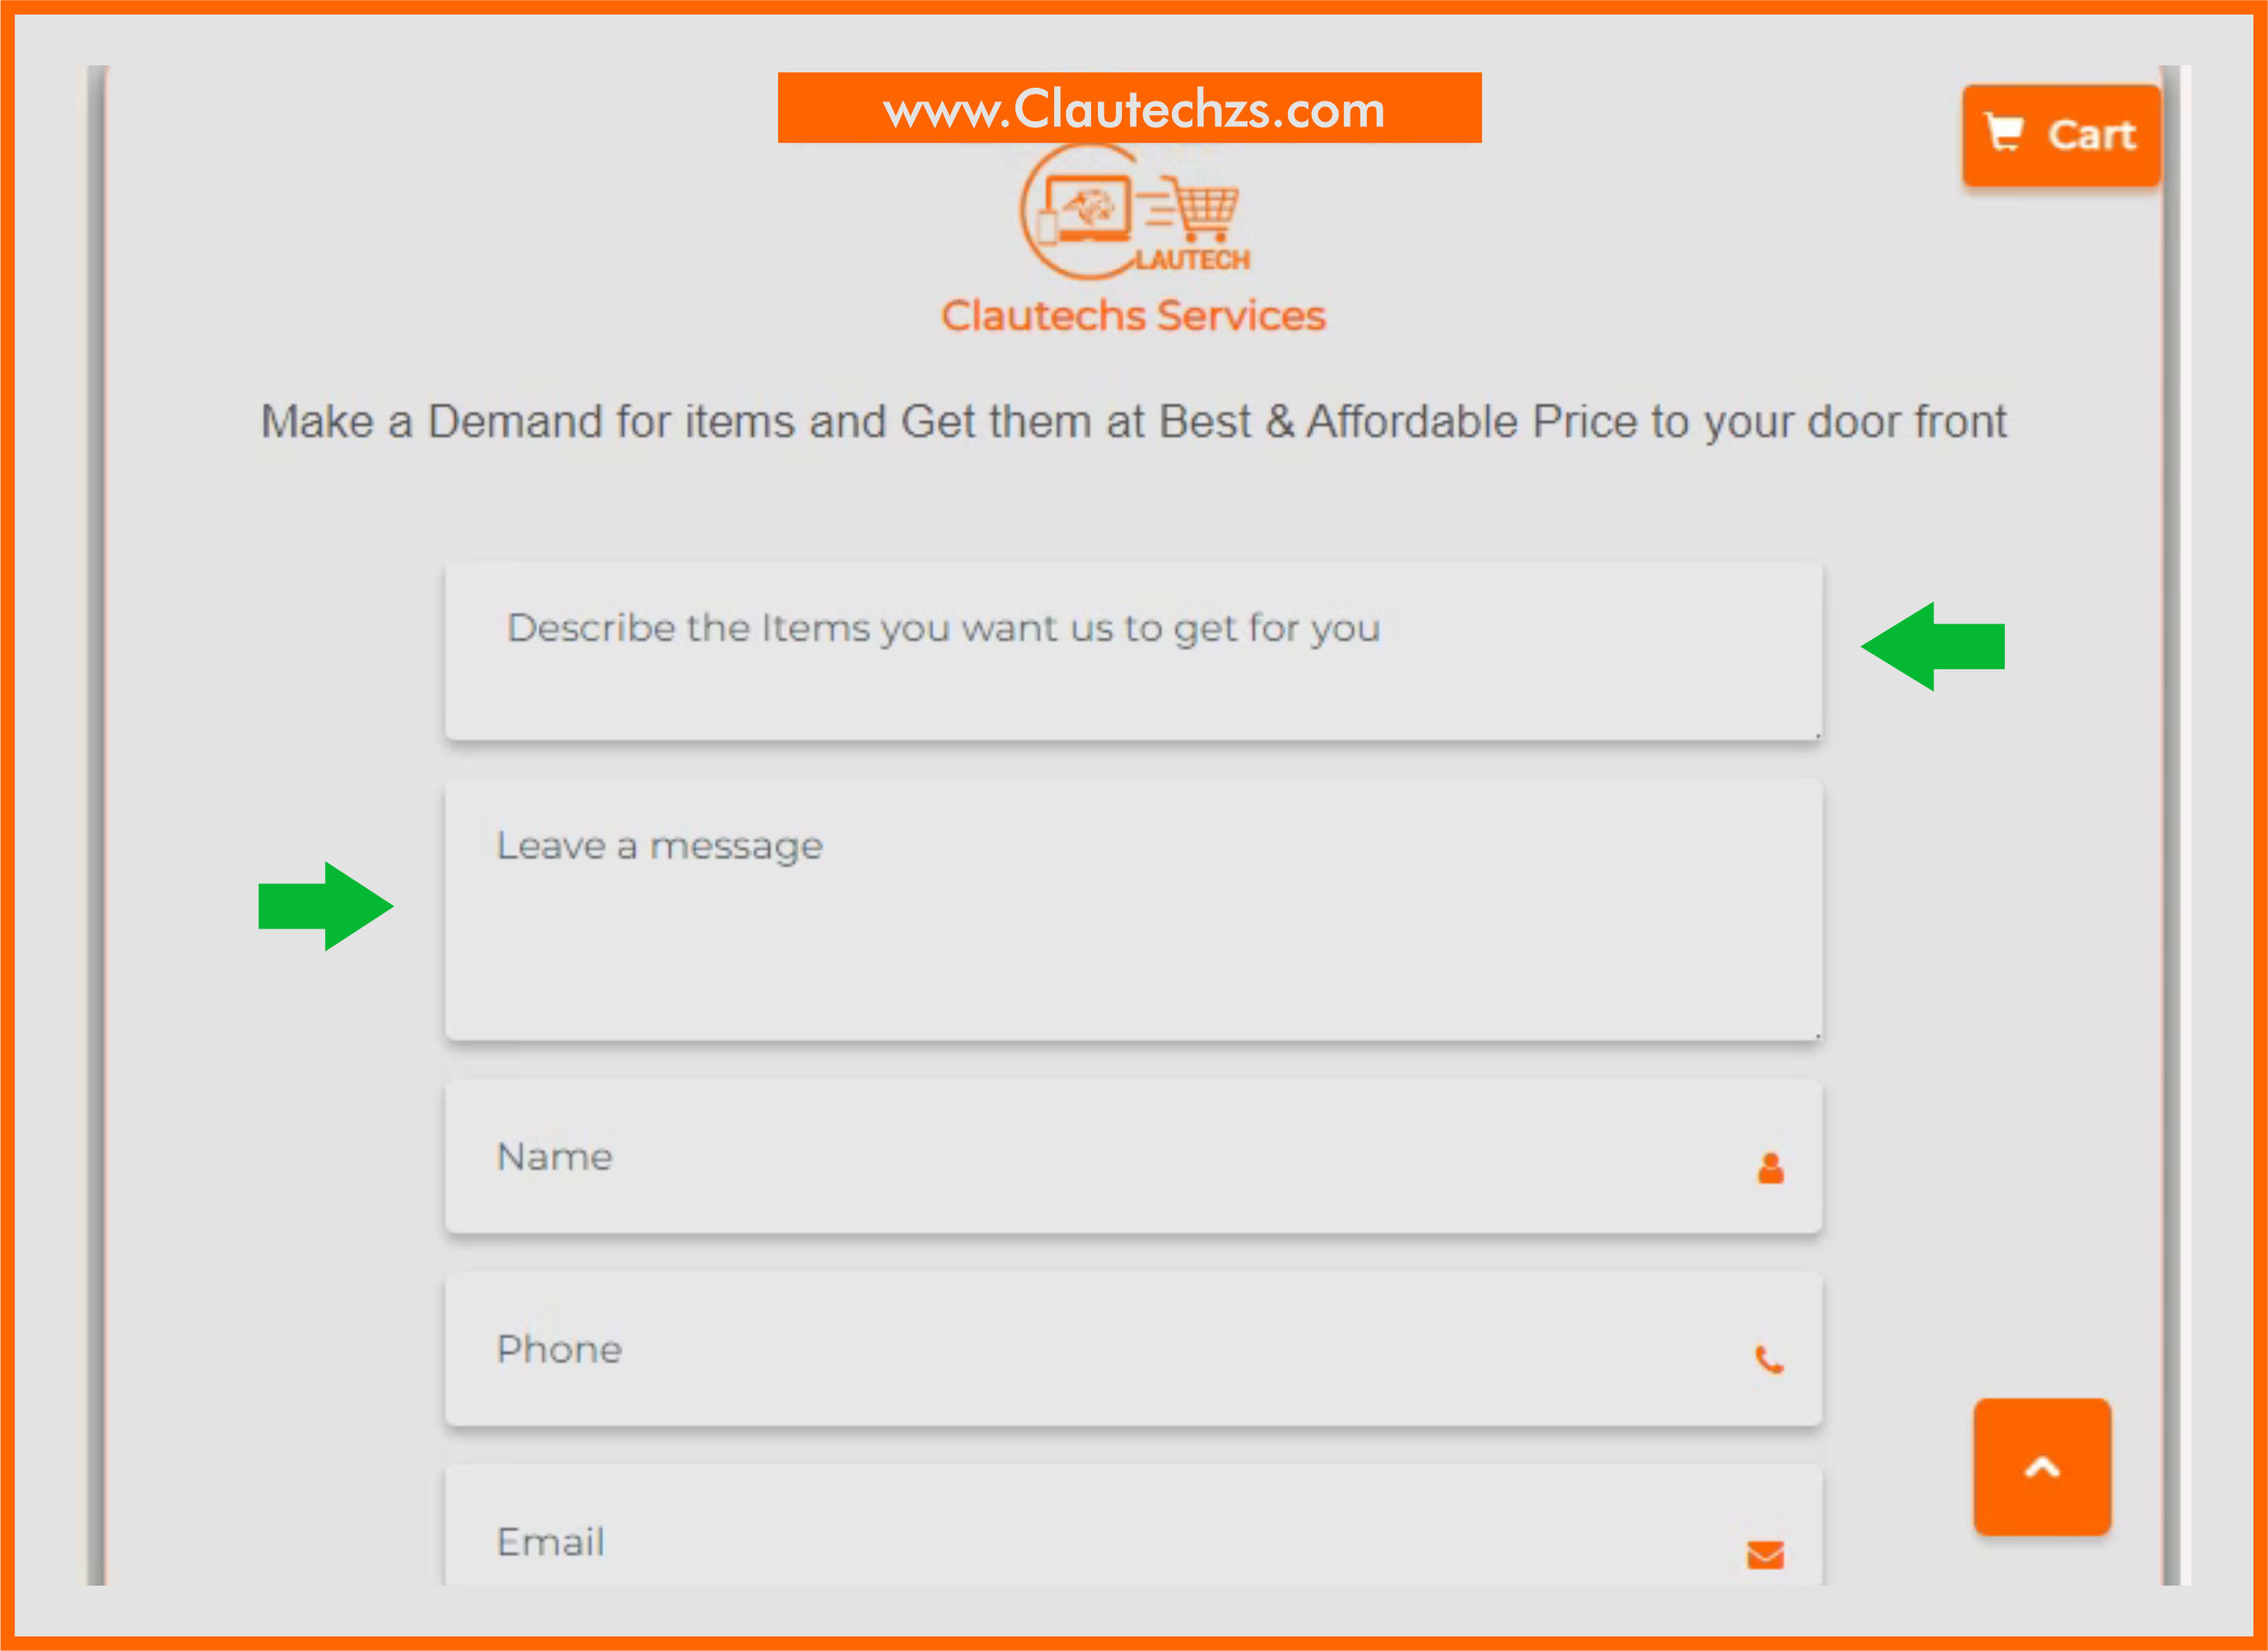 www.Clautechzs.com
Cart
LAUTECH
Clautechs Services
Make a Demand for items and Get them at Best & Affordable Price to your door front
Describe the Items you want us to get for you
Leave a message
Name
Phone
Email